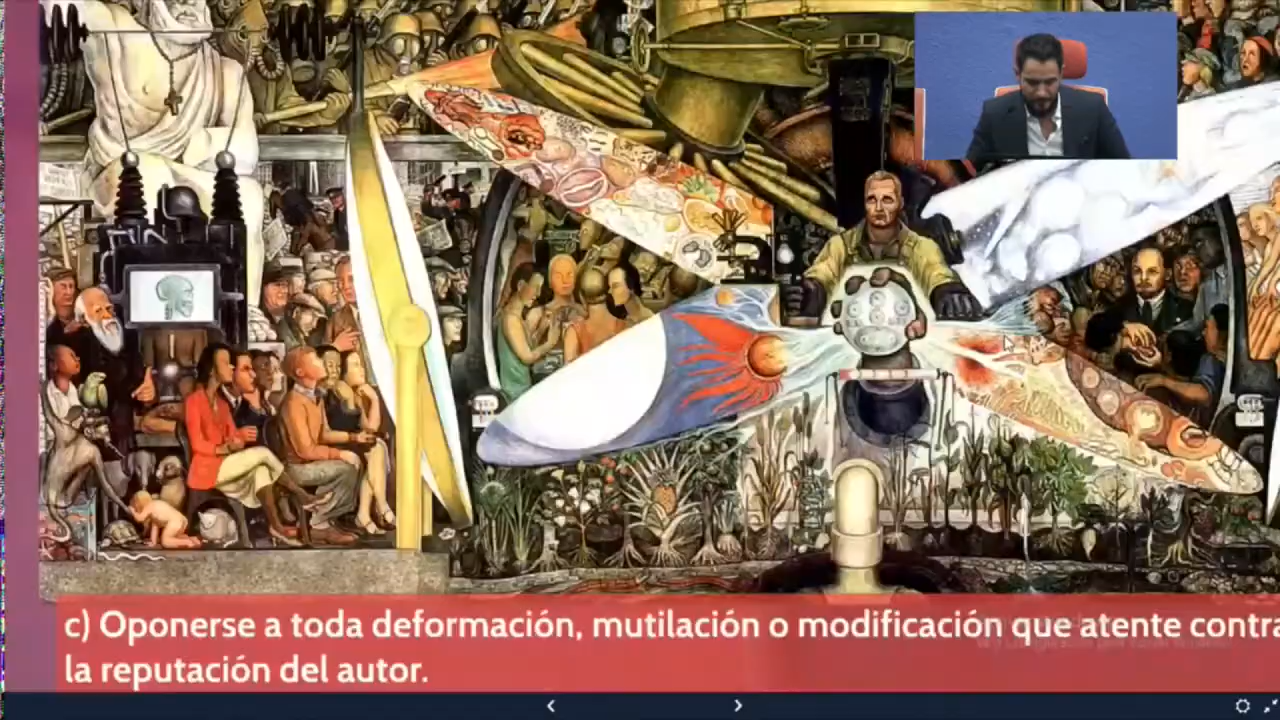 c) Oponerse a toda deformación, mutilación o modificación que atente contra
la reputación del autor.